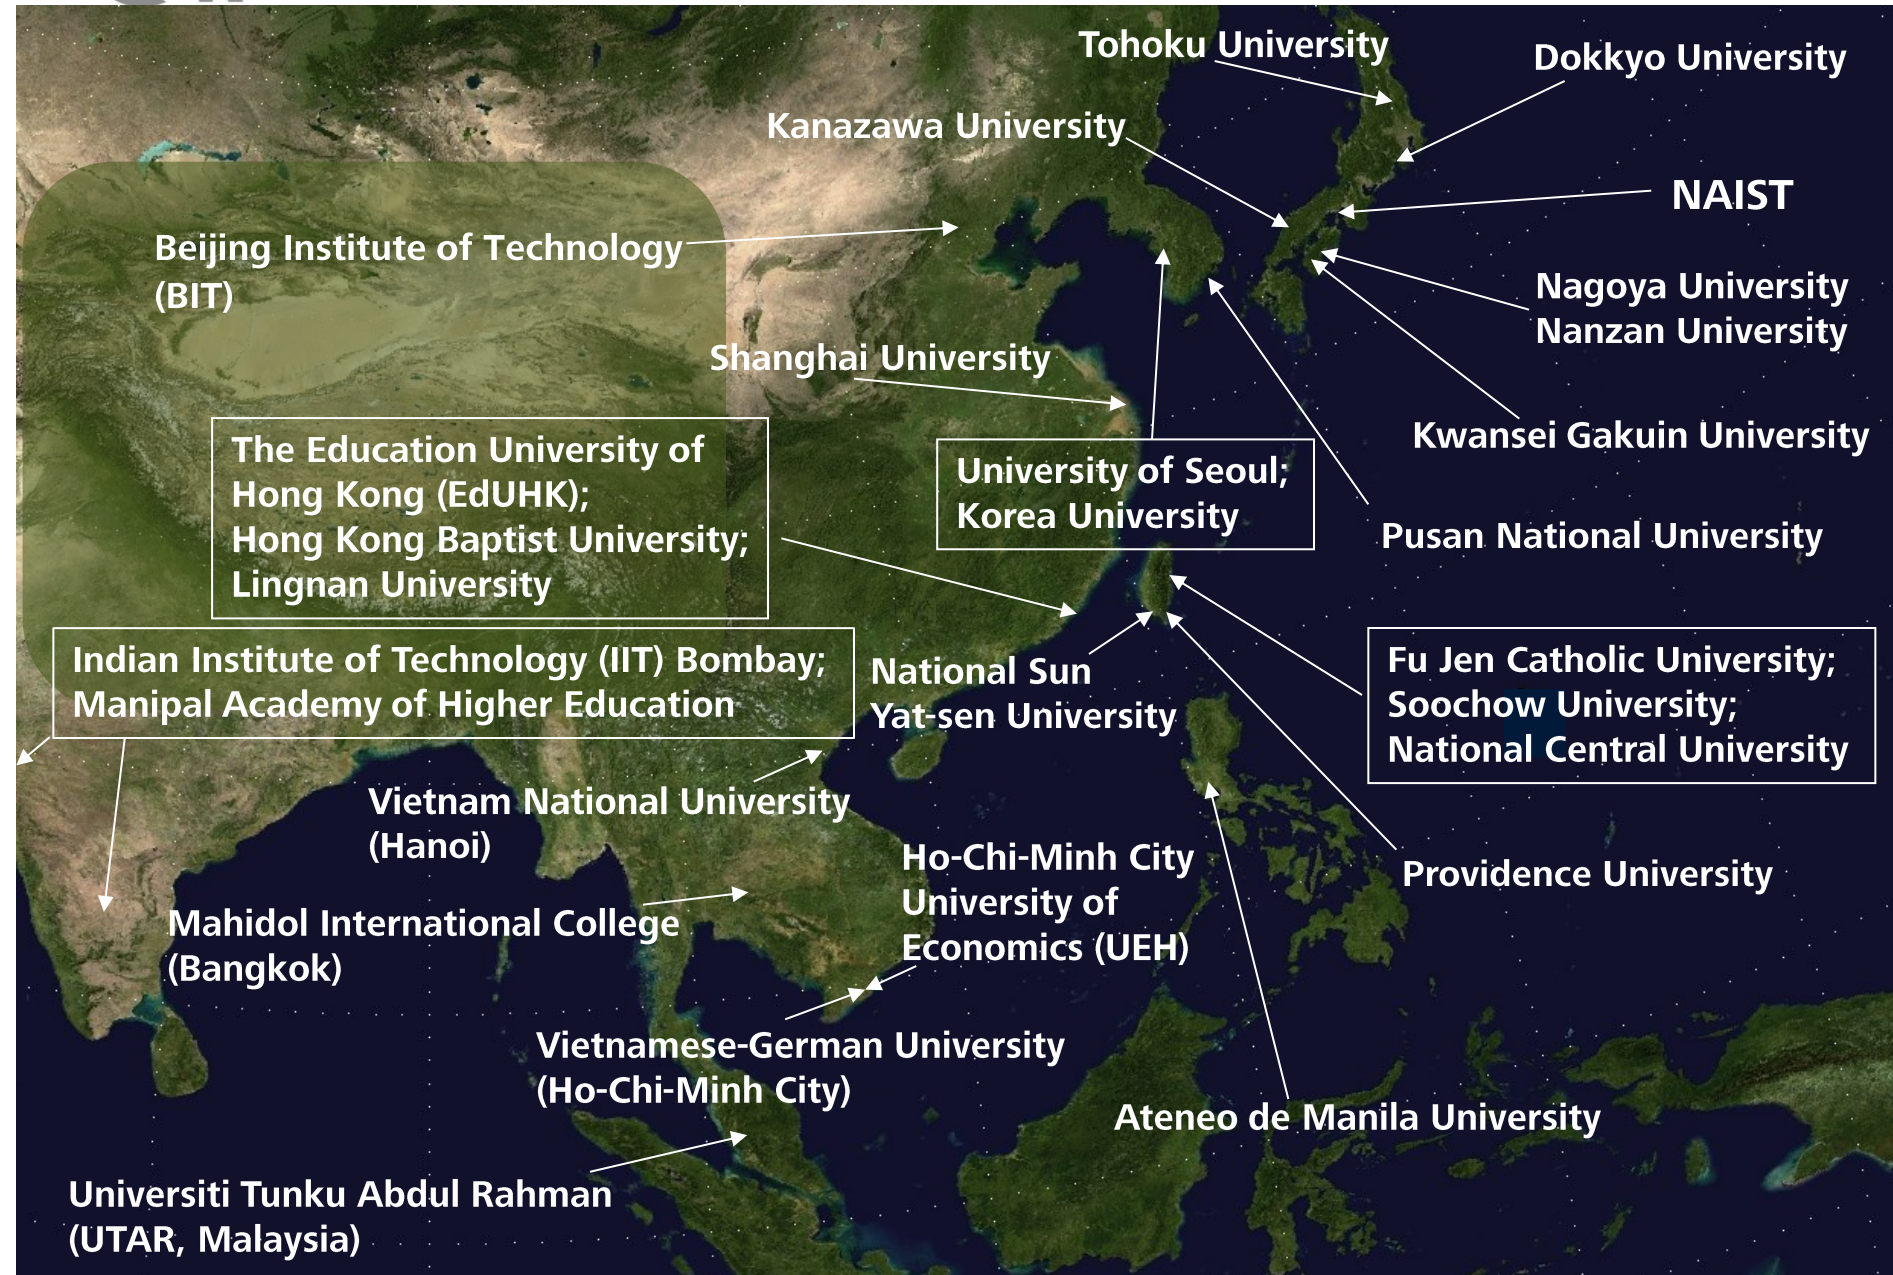 Tohoku University
Dokkyo University
Kanazawa University
NAIST
Beijing Institute of Technology
(BIT)
Nagoya University
Nanzan University
Shanghai University
Kwansei Gakuin University
The Education University of
Hong Kong (EdUHK);
Hong Kong Baptist University;
Lingnan University
University of Seoul;
Korea University
Pusan National University
Indian Institute of Technology (IIT) Bombay;
Manipal Academy of Higher Education
National Sun
Yat-sen University
Fu Jen Catholic University;
Soochow University;
National Central University
Vietnam National University
(Hanoi)
Ho-Chi-Minh City
University of
Economics (UEH)
Providence University
Mahidol International College
(Bangkok)
Vietnamese-German University
(Ho-Chi-Minh City)
Ateneo de Manila University
Universiti Tunku Abdul Rahman
(UTAR, Malaysia)